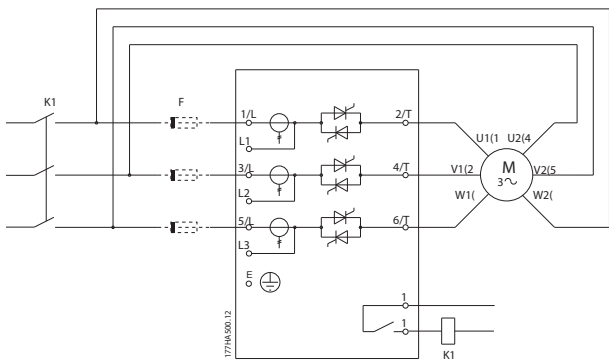 K1
F
1/L
2/T
U1(1
U2(4
L1
3/L
4/T
V1(2
M
3~
V2(5
L2
W1(
W2(
5/L
6/T
L3
E
1
1
K1
177HA500.12